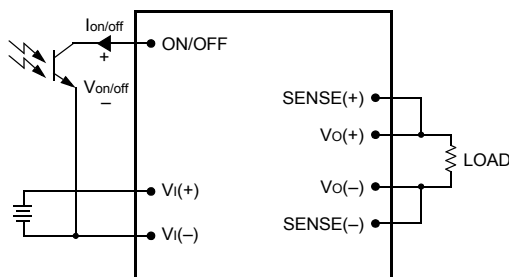 Ion/off
+
ON/OFF
Von/off
–
SENSE(+)
VO(+)
LOAD
VO(–)
SENSE(–)
VI(+)
VI(–)